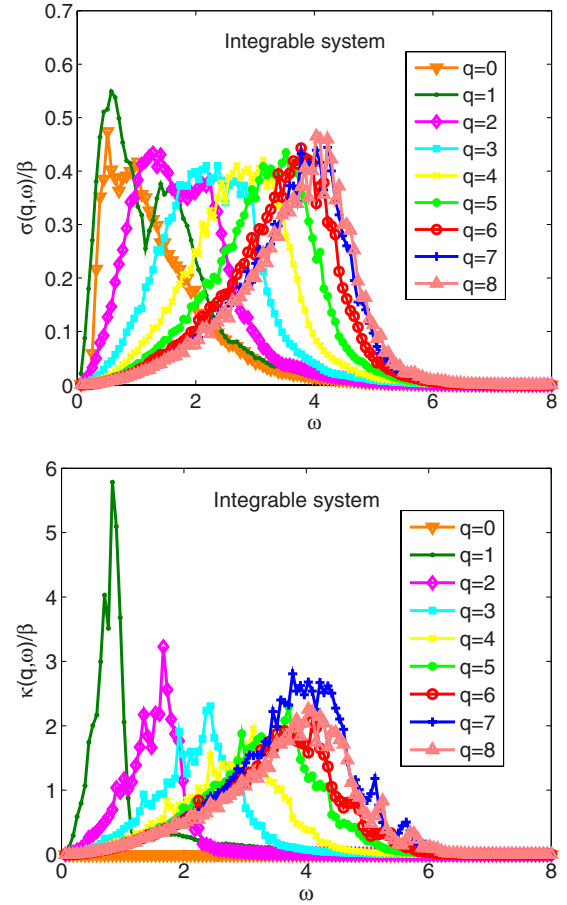 Integrable system
σ(q,ω)/β
0.7
0.6
0.5
0.4
0.3
0.2
0.1
0
q=0
q=1
q=2
q=3
q=4
q=5
q=6
q=7
q=8
0 2 4 6 8
ω
Integrable system
κ(q,ω)/β
6
5
4
3
2
1
0
q=0
q=1
q=2
q=3
q=4
q=5
q=6
q=7
q=8
0 2 4 6 8
ω